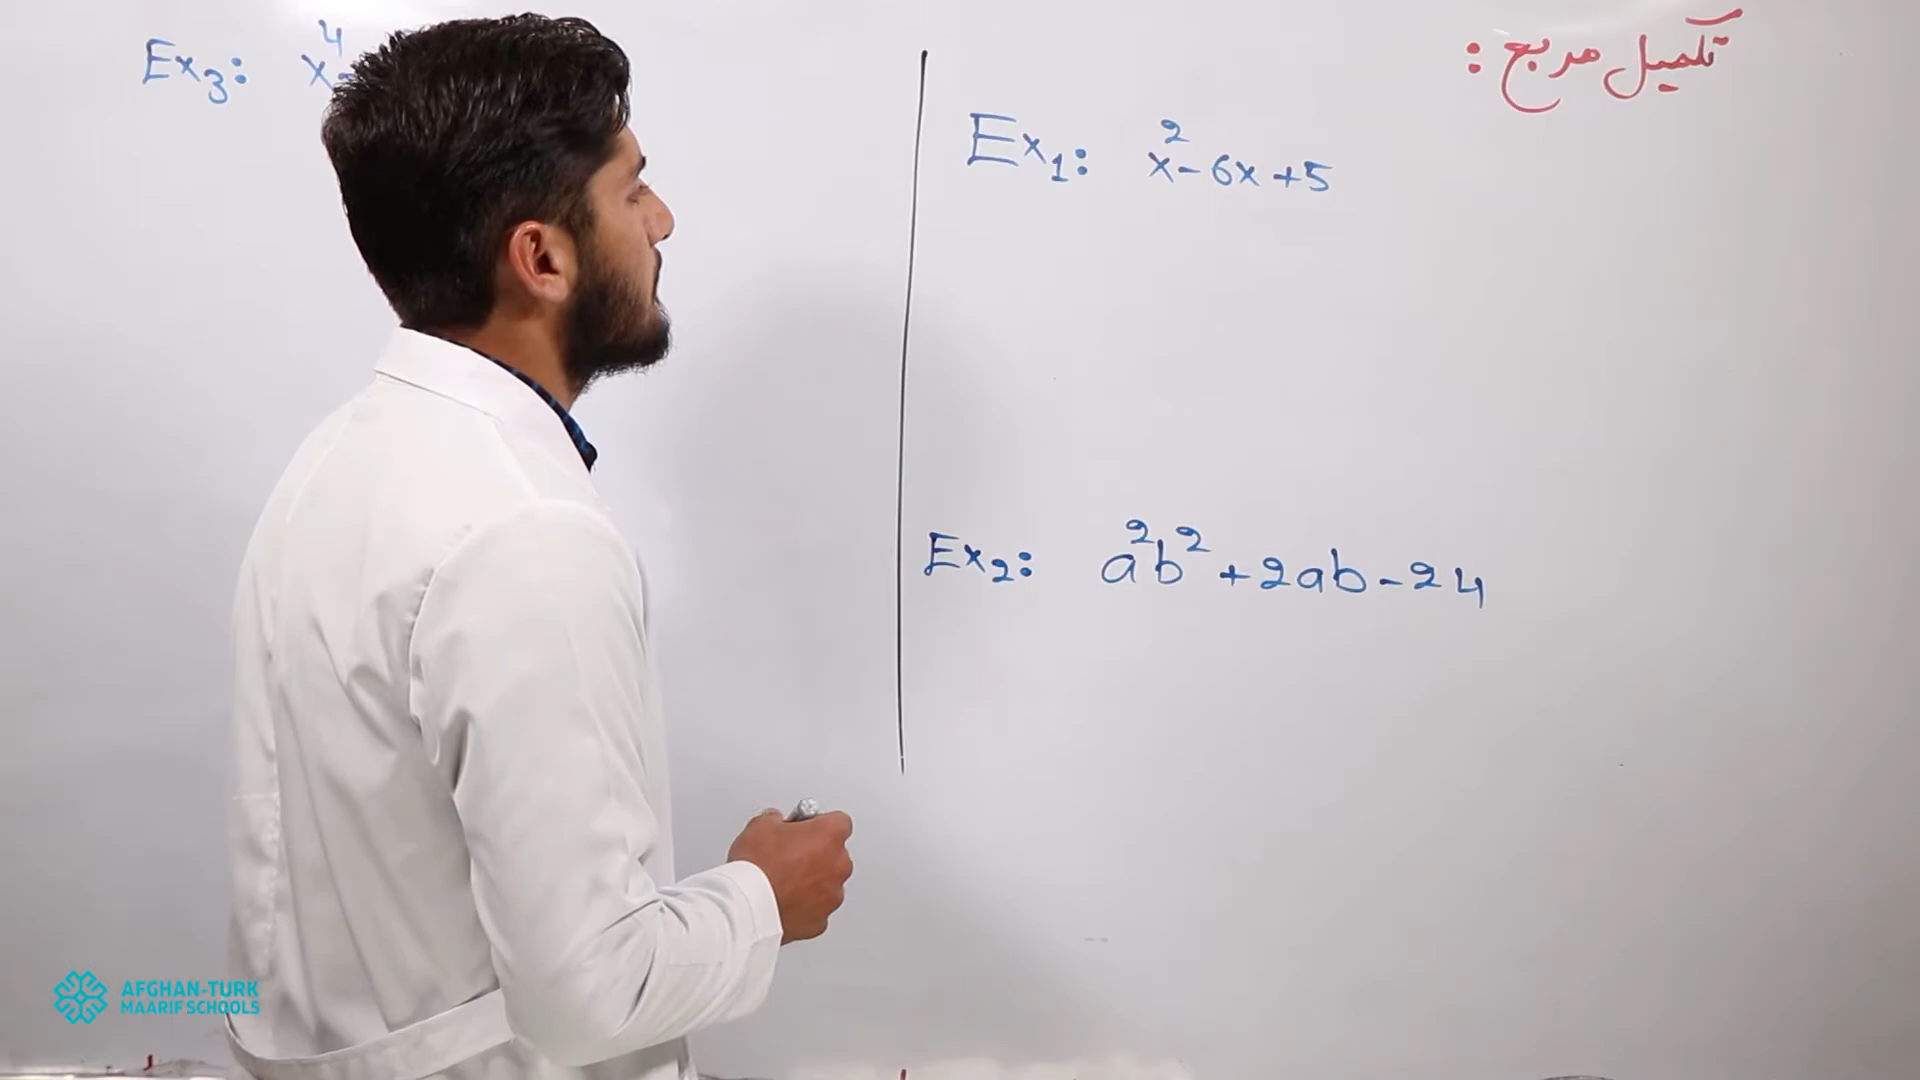 تکمیل مربع :
Ex₁: x² - 6x + 5
Ex₂: a²b² + 2ab - 24
Ex₃: x⁴ -
AFGHAN-TURK
MAARIF SCHOOLS